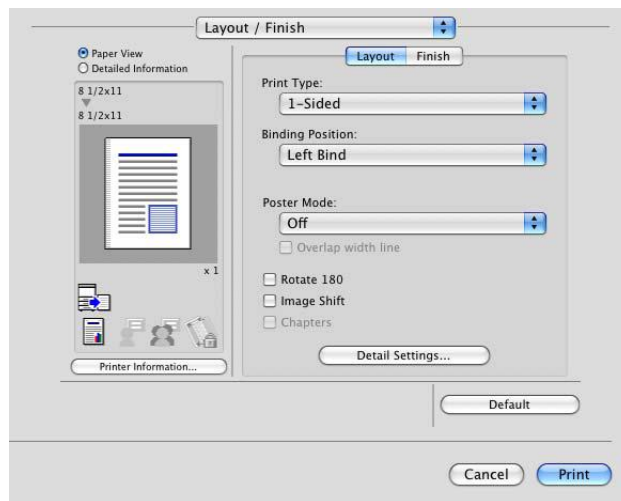 Layout / Finish
Paper View
Detailed Information
8 1/2x11
8 1/2x11
x 1
Printer Information...
Layout Finish
Print Type:
1-Sided
Binding Position:
Left Bind
Poster Mode:
Off
Overlap width line
Rotate 180
Image Shift
Chapters
Detail Settings...
Default
Cancel Print